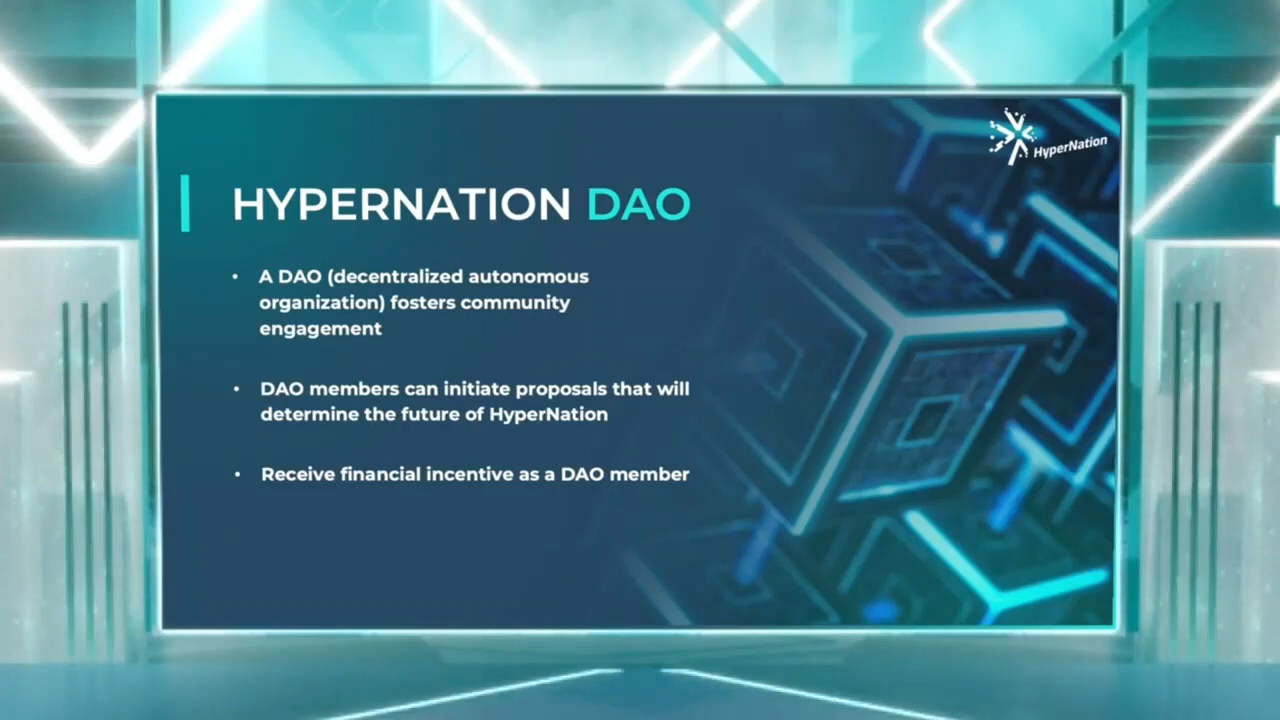 HyperNation
HYPERNATION DAO
• A DAO (decentralized autonomous
organization) fosters community
engagement
• DAO members can initiate proposals that will
determine the future of HyperNation
• Receive financial incentive as a DAO member